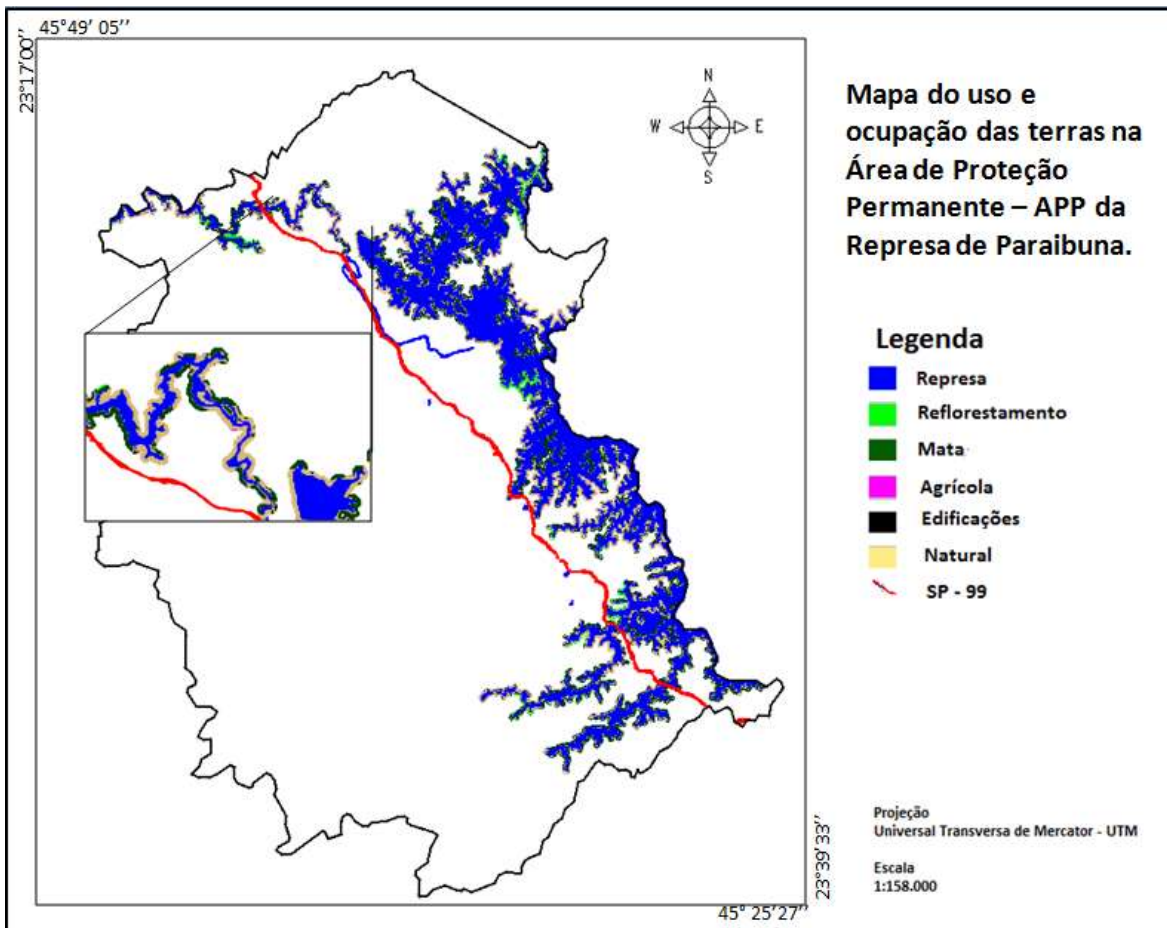 45°49′ 05′′
23°17′00′′
N
W
E
S
Mapa do uso e
ocupação das terras na
Área de Proteção
Permanente – APP da
Represa de Paraibuna.
Legenda
Represa
Reflorestamento
Mata
Agrícola
Edificações
Natural
SP - 99
Projeção
Universal Transversa de Mercator - UTM
Escala
1:158.000
23°39′33′′
45° 25′27′′